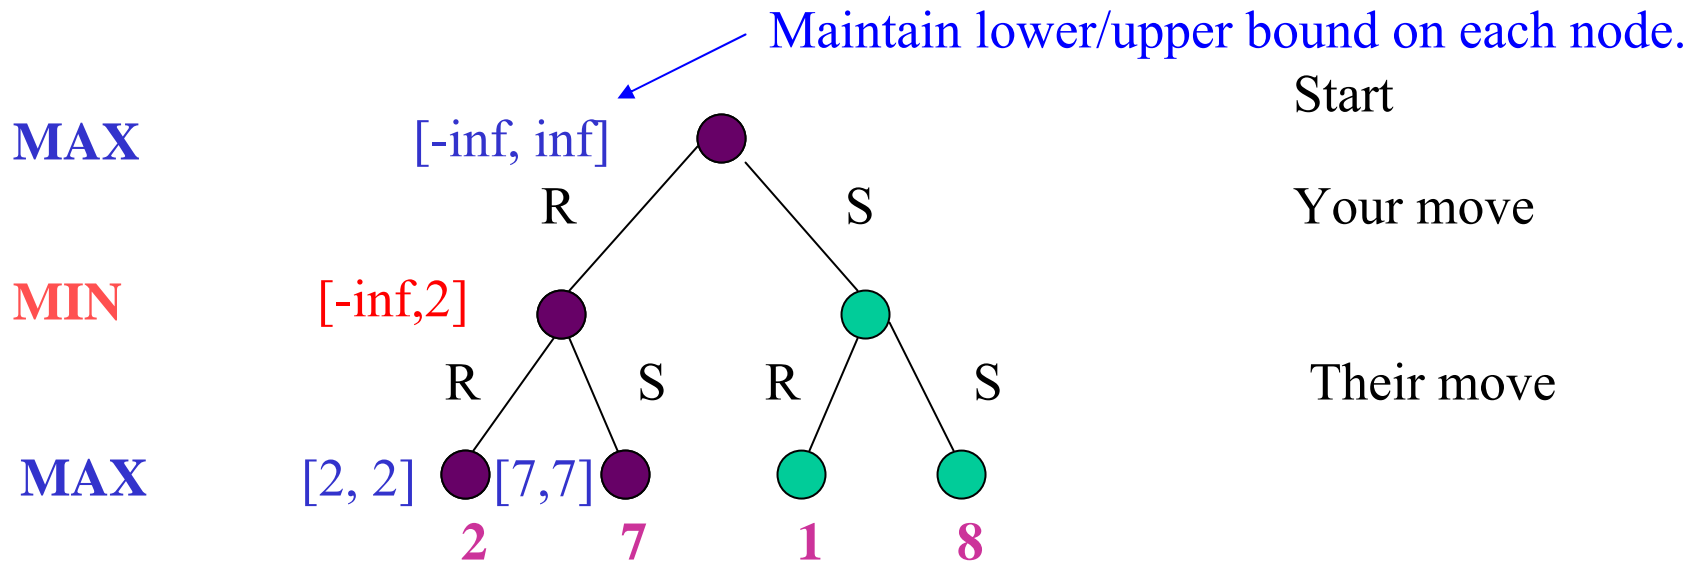 Maintain lower/upper bound on each node.
Start
MAX [-inf, inf]
R S Your move
MIN [-inf,2]
R S R S Their move
MAX [2, 2] [7,7]
2 7 1 8